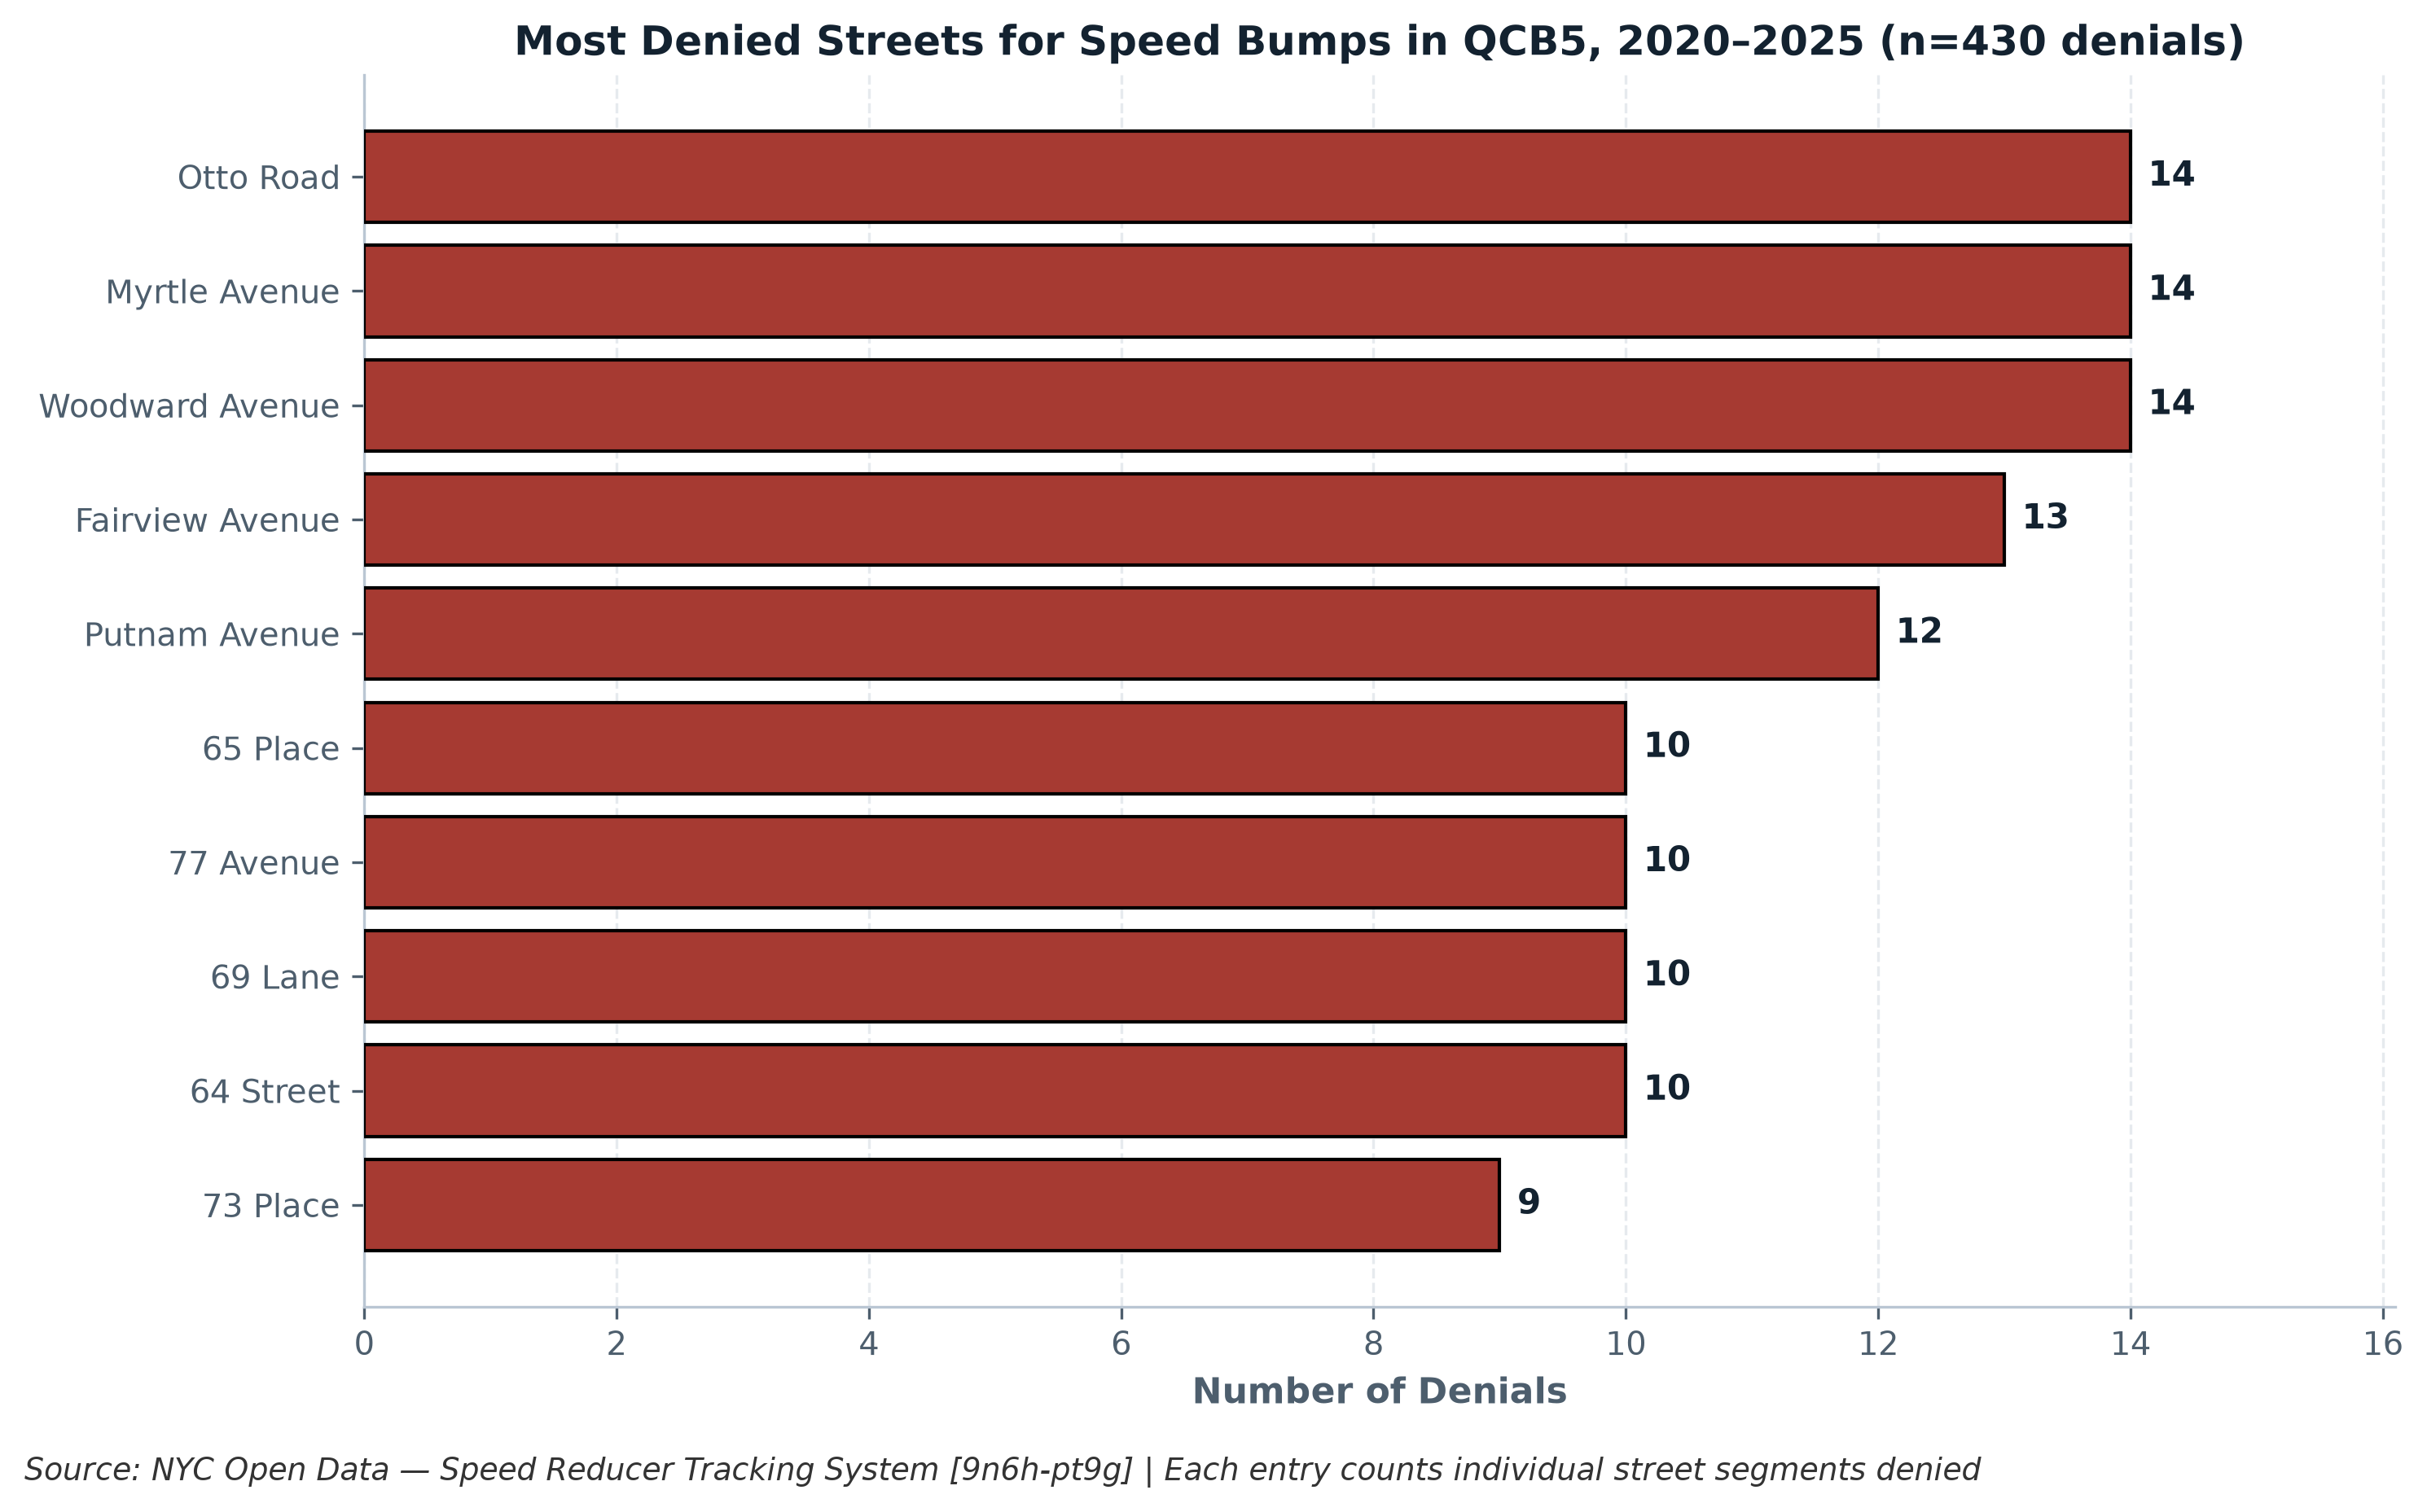 Most Denied Streets for Speed Bumps in QCB5, 2020–2025 (n=430 denials)
Otto Road 14
Myrtle Avenue 14
Woodward Avenue 14
Fairview Avenue 13
Putnam Avenue 12
65 Place 10
77 Avenue 10
69 Lane 10
64 Street 10
73 Place 9
0 2 4 6 8 10 12 14 16
Number of Denials
Source: NYC Open Data — Speed Reducer Tracking System [9n6h-pt9g] | Each entry counts individual street segments denied